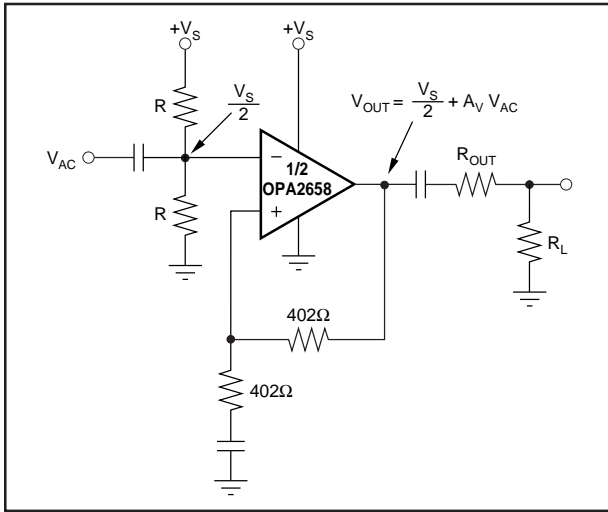 +V_S
+V_S
R
V_S/2
V_OUT = V_S/2 + A_V V_AC
V_AC
R_OUT
−
1/2
OPA2658
+
R
R_L
402Ω
402Ω